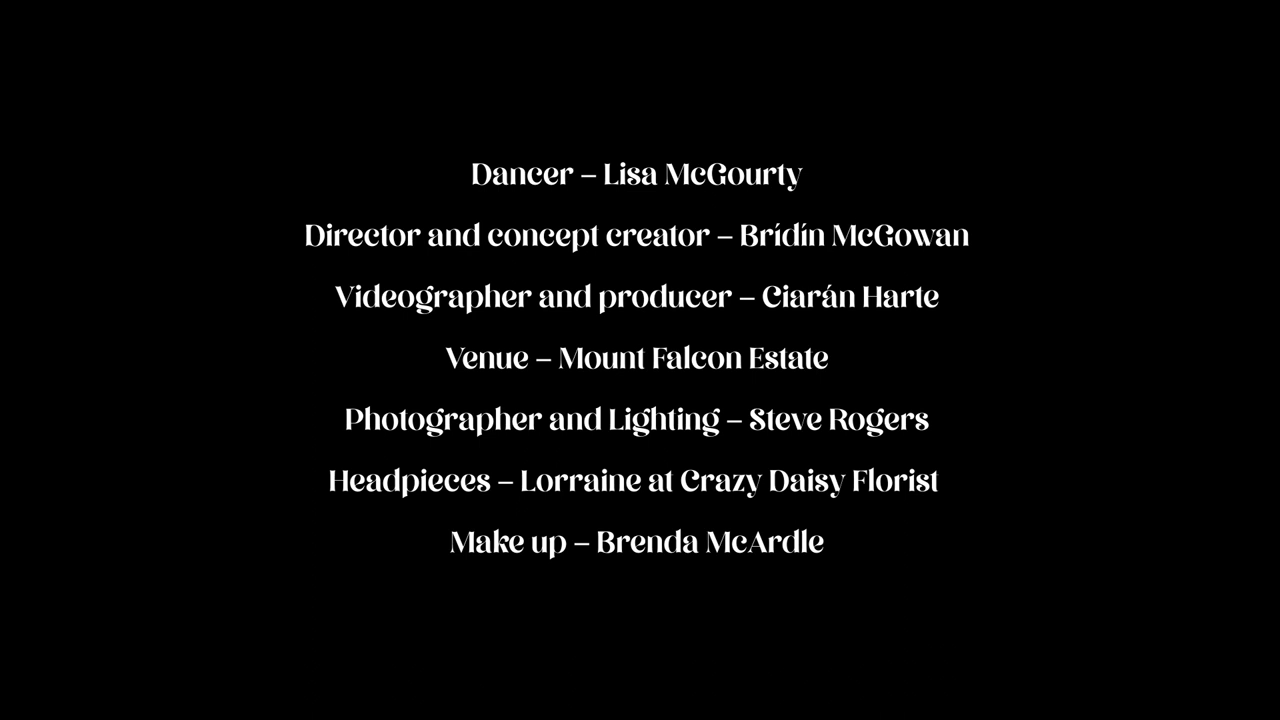 Dancer – Lisa McGourty
Director and concept creator – Brídín McGowan
Videographer and producer – Ciarán Harte
Venue – Mount Falcon Estate
Photographer and Lighting – Steve Rogers
Headpieces – Lorraine at Crazy Daisy Florist
Make up – Brenda McArdle